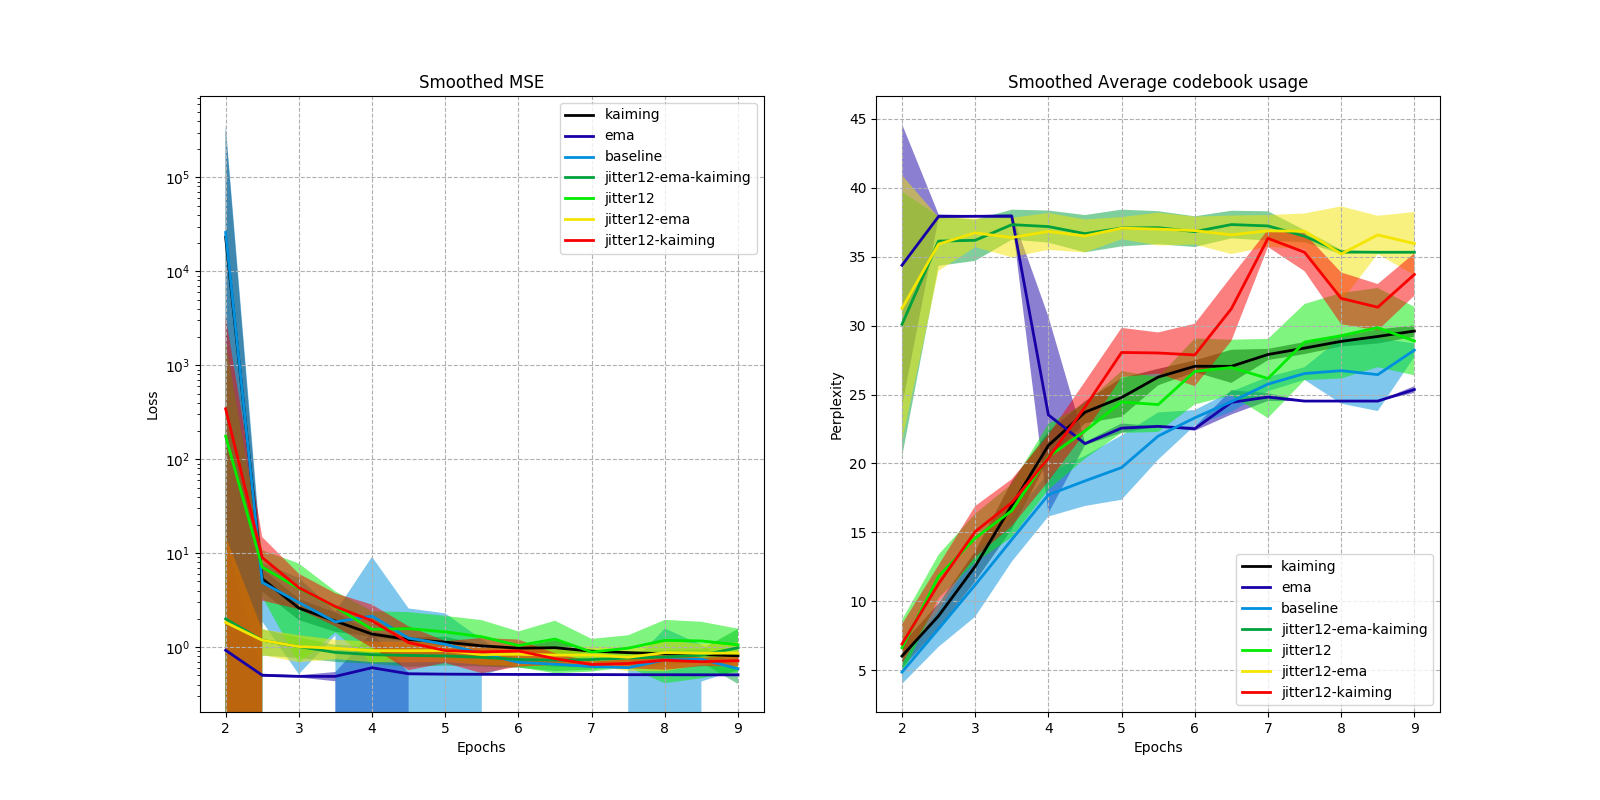 Smoothed MSE
Loss
10^5
10^4
10^3
10^2
10^1
10^0
kaiming
ema
baseline
jitter12-ema-kaiming
jitter12
jitter12-ema
jitter12-kaiming
2 3 4 5 6 7 8 9
Epochs
Smoothed Average codebook usage
Perplexity
45
40
35
30
25
20
15
10
5
kaiming
ema
baseline
jitter12-ema-kaiming
jitter12
jitter12-ema
jitter12-kaiming
2 3 4 5 6 7 8 9
Epochs